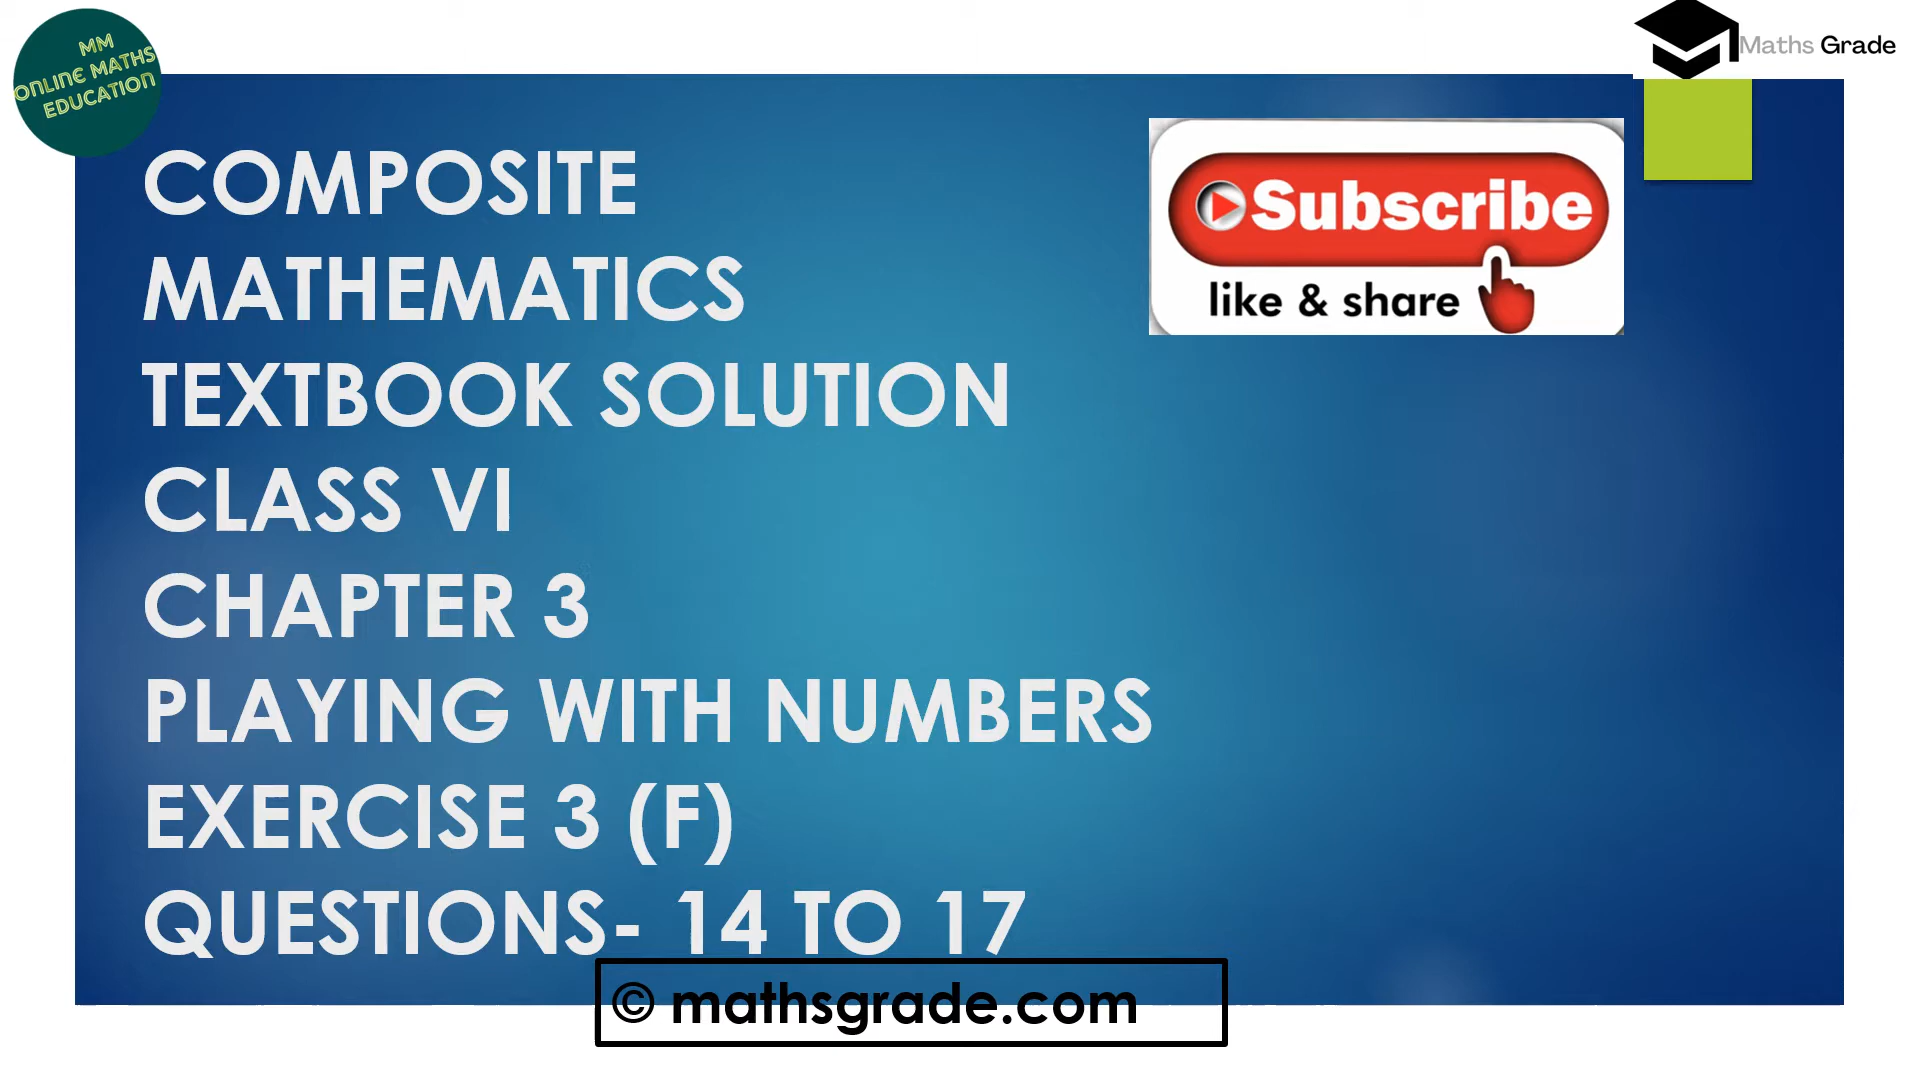 MM
ONLINE MATHS
EDUCATION
Maths Grade
COMPOSITE
MATHEMATICS
TEXTBOOK SOLUTION
CLASS VI
CHAPTER 3
PLAYING WITH NUMBERS
EXERCISE 3 (F)
QUESTIONS- 14 TO 17
Subscribe
like & share
© mathsgrade.com